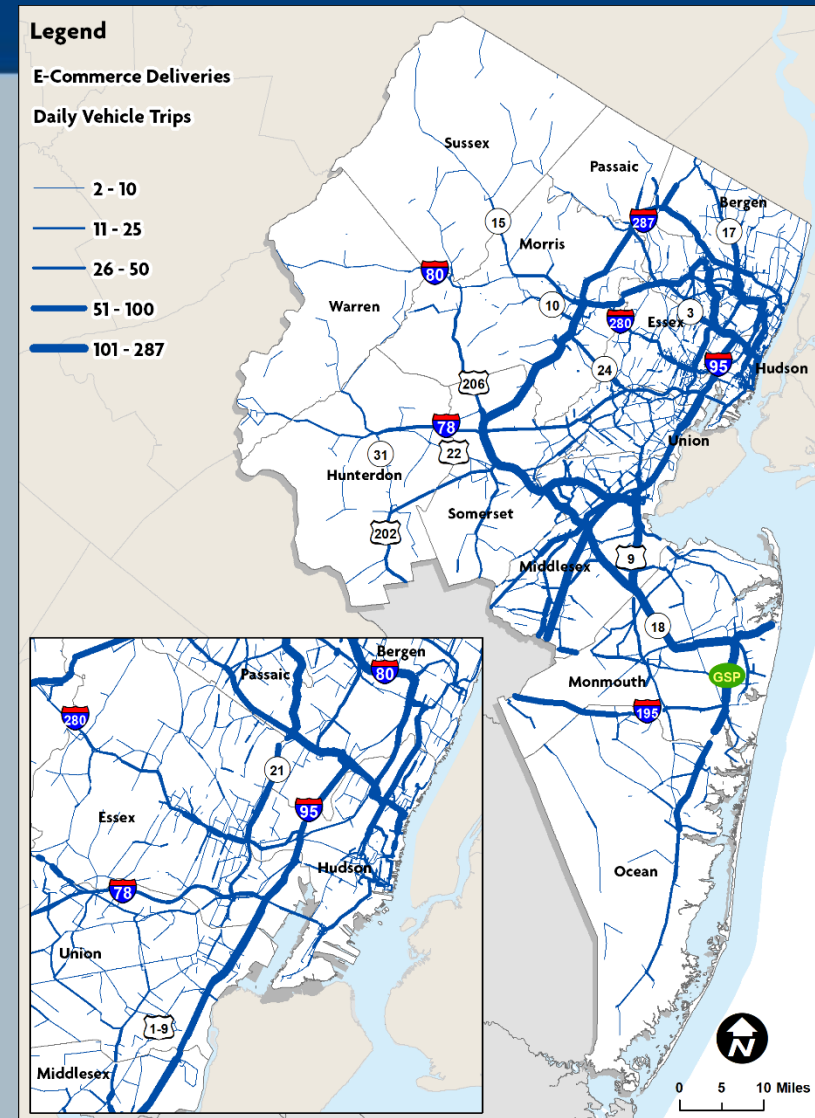 Legend
E-Commerce Deliveries
Daily Vehicle Trips
2 - 10
11 - 25
26 - 50
51 - 100
101 - 287
Sussex
Passaic
Bergen
287
17
15
Morris
80
Warren
10
280
Essex
3
95
Hudson
24
206
78
22
Union
31
Hunterdon
Somerset
202
Middlesex
9
18
Monmouth
GSP
195
Ocean
Bergen
Passaic
80
280
21
95
Essex
Hudson
78
Union
1-9
Middlesex
N
0 5 10 Miles